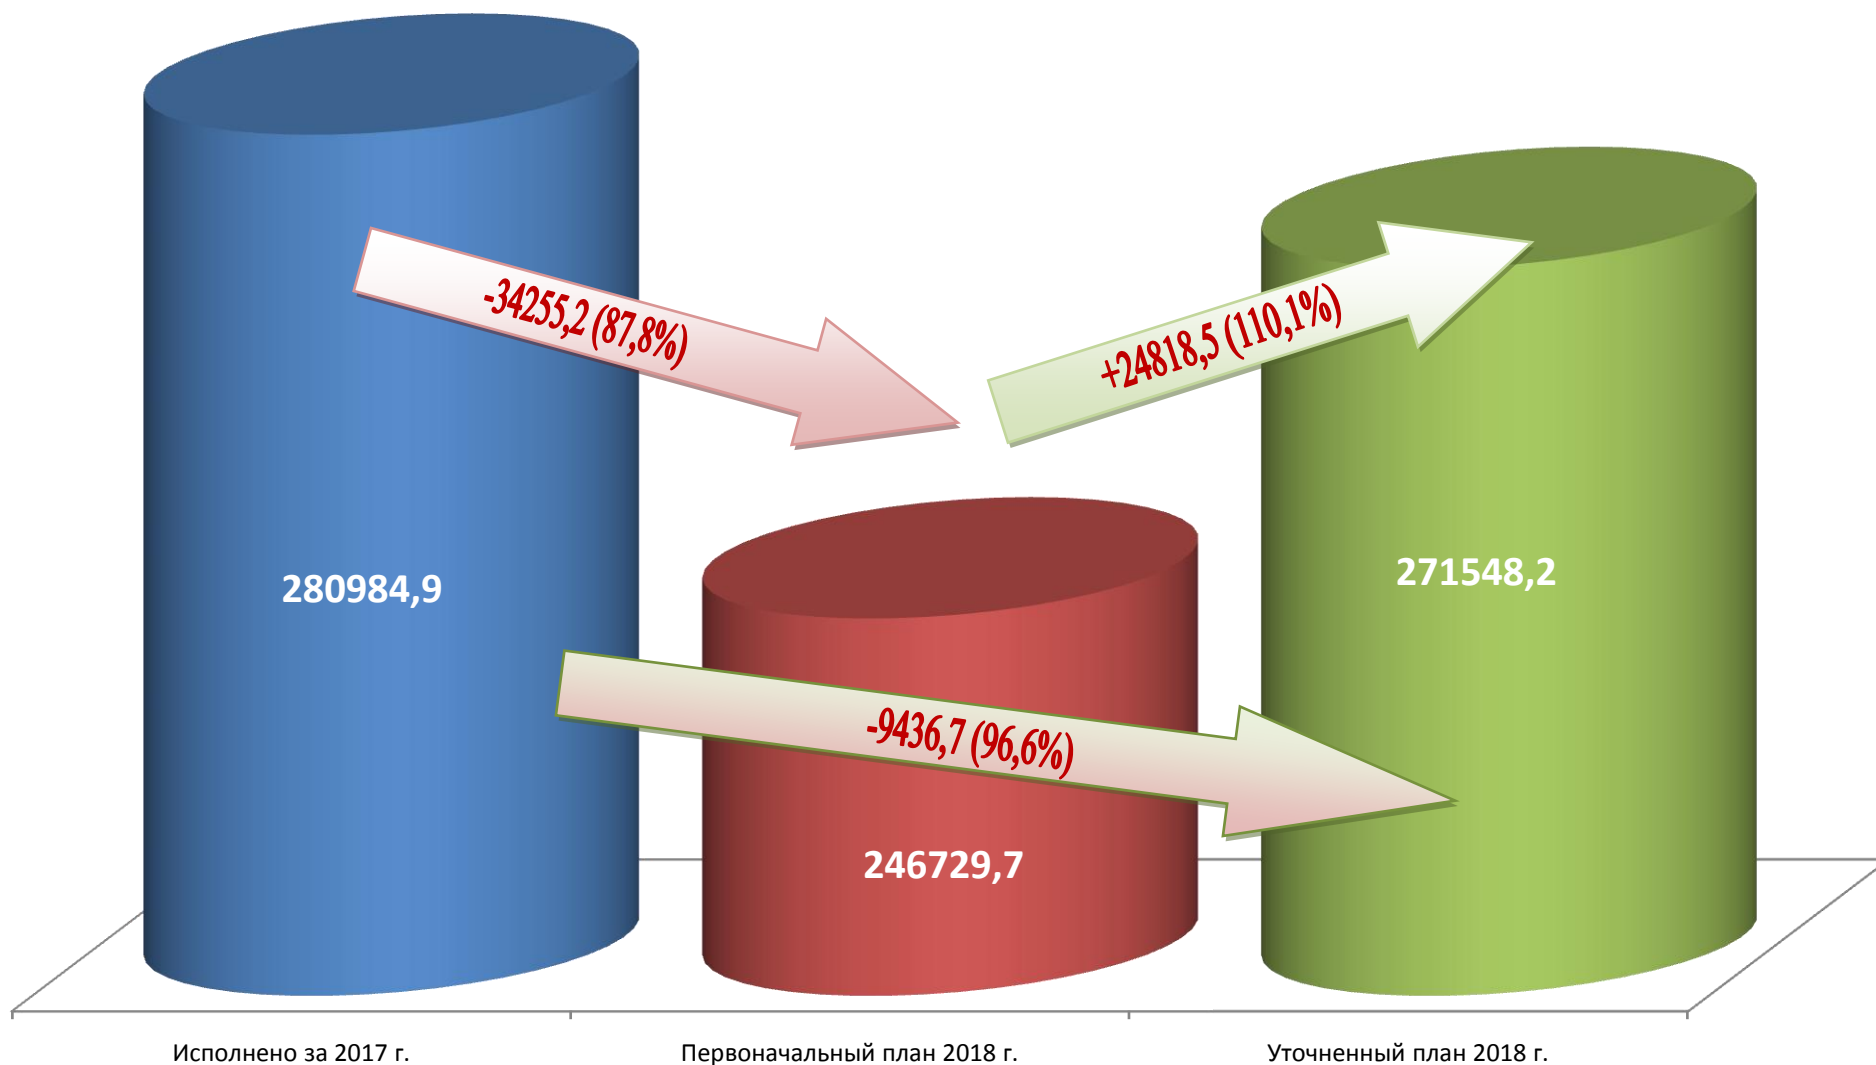 -34255,2 (87,8%)
+24818,5 (110,1%)
280984,9
271548,2
-9436,7 (96,6%)
246729,7
Исполнено за 2017 г.
Первоначальный план 2018 г.
Уточненный план 2018 г.